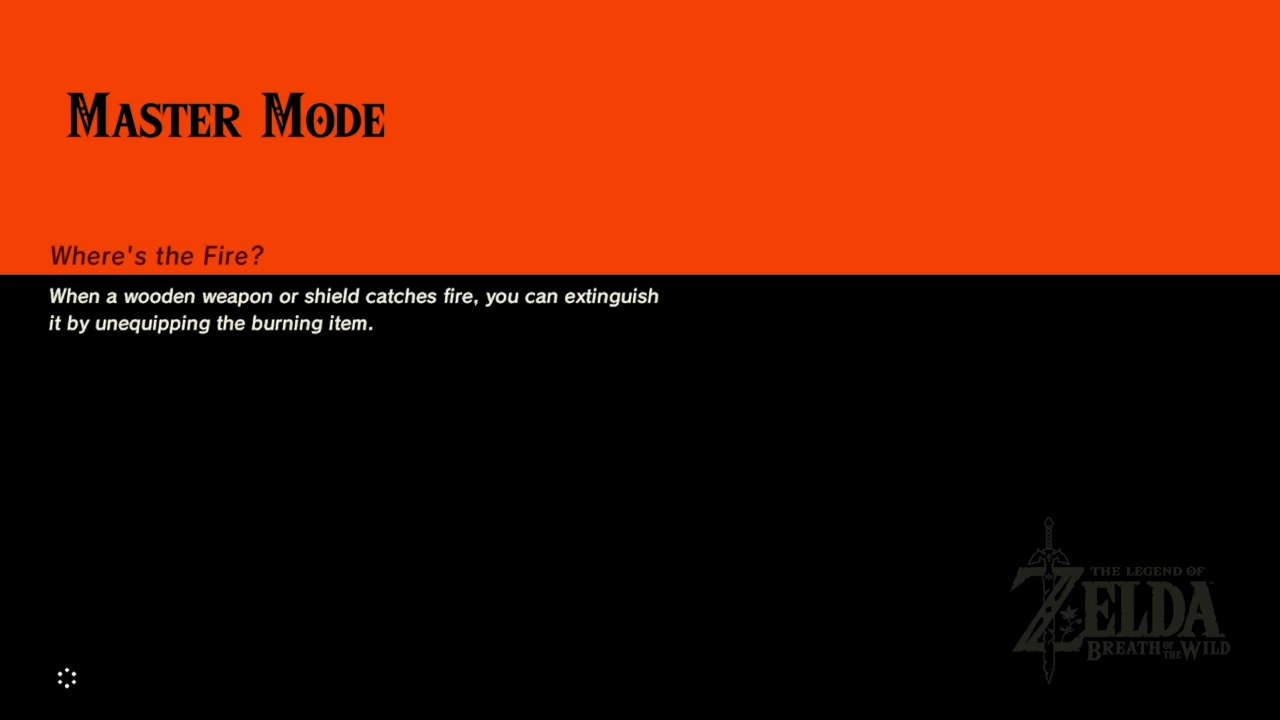 MASTER MODE
Where's the Fire?
When a wooden weapon or shield catches fire, you can extinguish
it by unequipping the burning item.
THE LEGEND OF
ZELDA
BREATH OF THE WILD